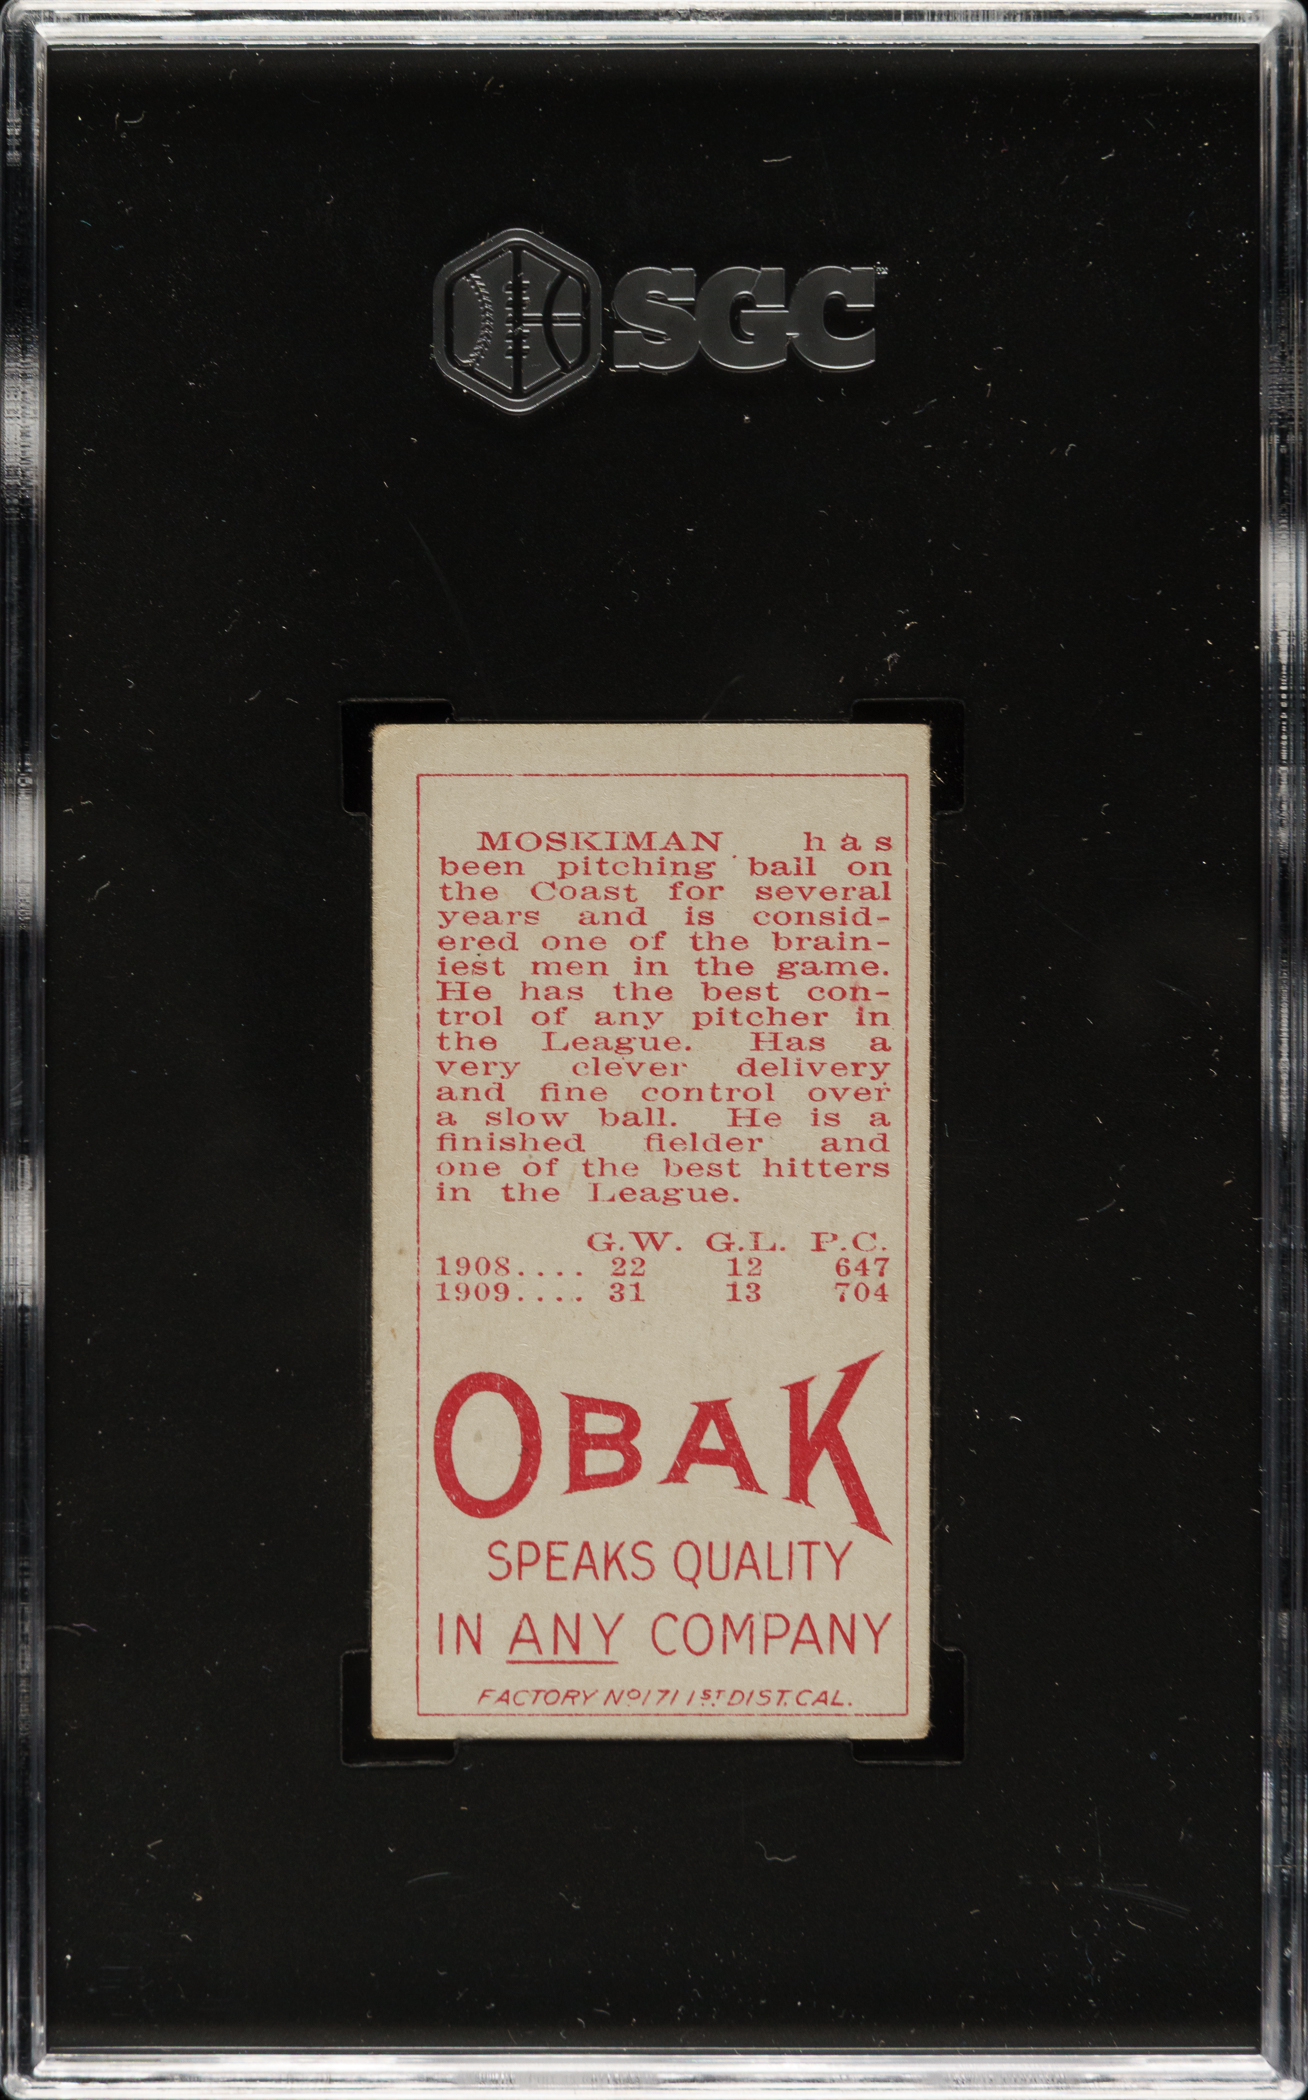 SGC
MOSKIMAN has
been pitching ball on
the Coast for several
years and is consid-
ered one of the brain-
iest men in the game.
He has the best con-
trol of any pitcher in
the League. Has a
very clever delivery
and fine control over
a slow ball. He is a
finished fielder and
one of the best hitters
in the League.
G.W. G.L. P.C.
1908.... 22 12 647
1909.... 31 13 704
OBAK
SPEAKS QUALITY
IN ANY COMPANY
FACTORY Nº 171 1ST DIST. CAL.